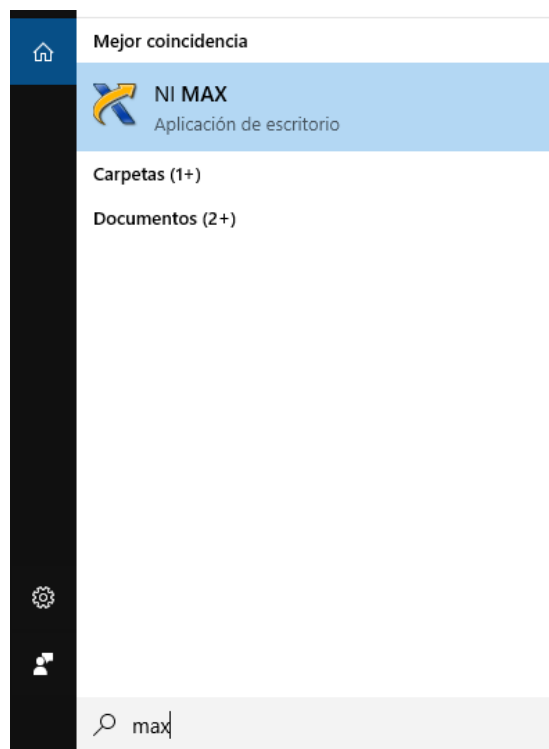 Mejor coincidencia
NI MAX
Aplicación de escritorio
Carpetas (1+)
Documentos (2+)
max